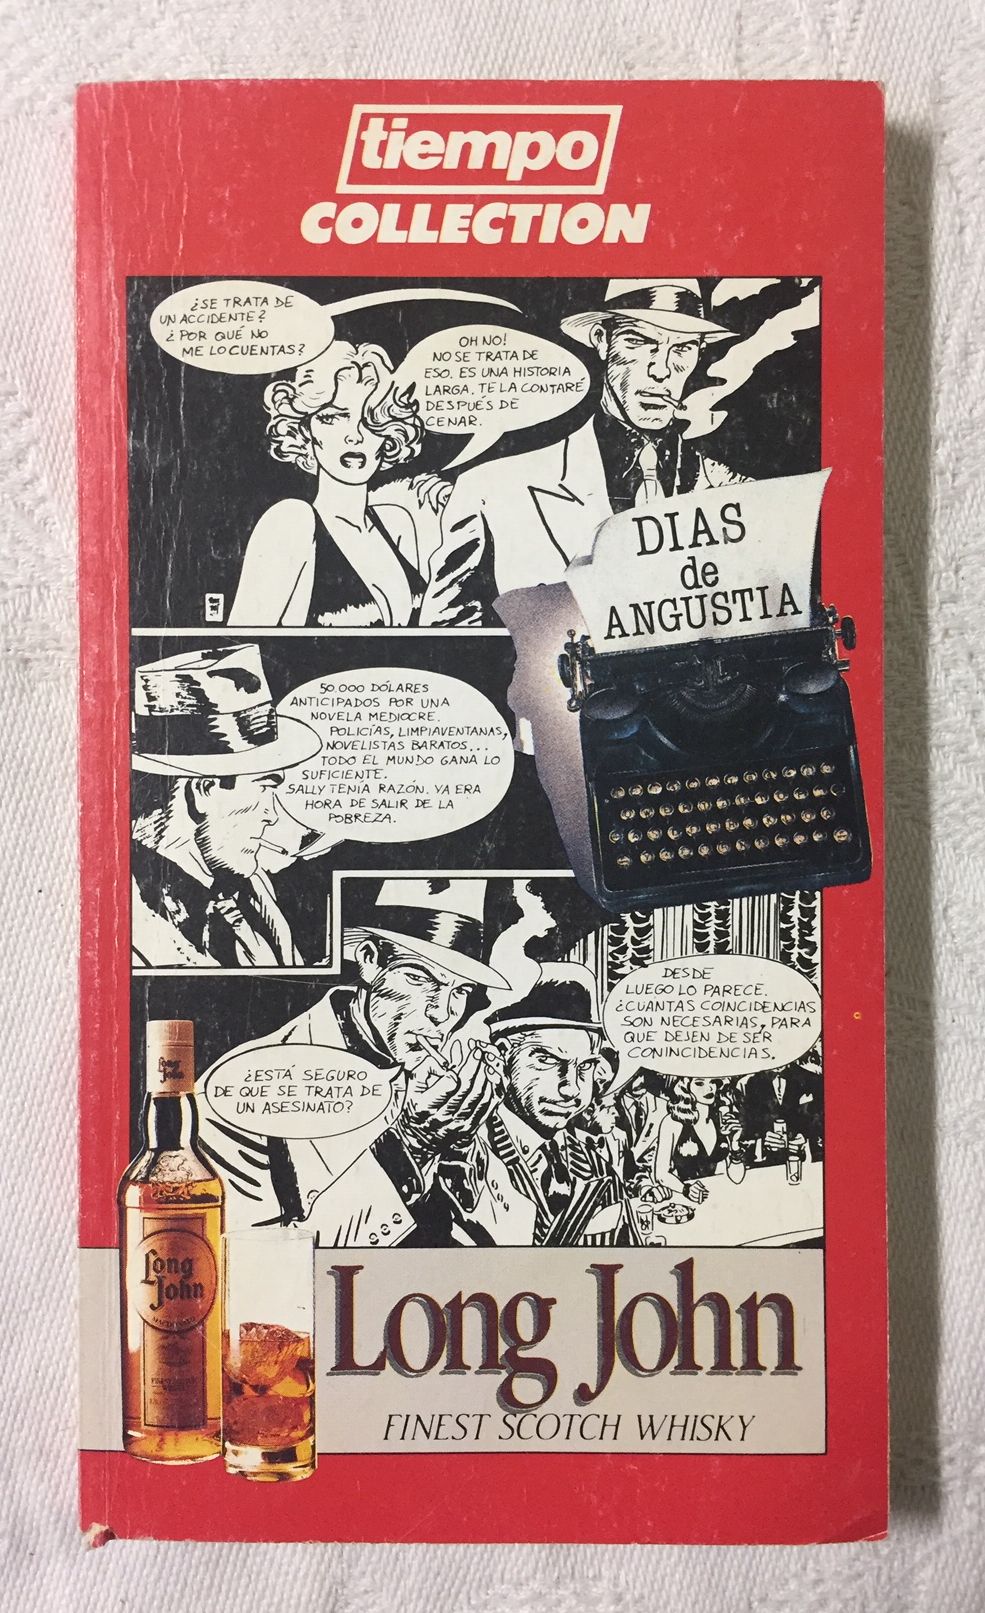 tiempo
COLLECTION
¿SE TRATA DE
UN ACCIDENTE?
¿POR QUÉ NO
ME LO CUENTAS?
OH NO!
NO SE TRATA DE
ESO. ES UNA HISTORIA
LARGA. TE LA CONTARÉ
DESPUÉS DE
CENAR.
DIAS
de
ANGUSTIA
50.000 DÓLARES
ANTICIPADOS POR UNA
NOVELA MEDIOCRE.
POLICÍAS, LIMPIAVENTANAS,
NOVELISTAS BARATOS...
TODO EL MUNDO GANA LO
SUFICIENTE.
SALLY TENÍA RAZÓN. YA ERA
HORA DE SALIR DE LA
POBREZA.
DESDE
LUEGO LO PARECE.
¿CUANTAS COINCIDENCIAS
SON NECESARIAS, PARA
QUE DEJEN DE SER
CONINCIDENCIAS.
¿ESTÁ SEGURO
DE QUE SE TRATA DE
UN ASESINATO?
Long
John
Long
John
Long John
FINEST SCOTCH WHISKY